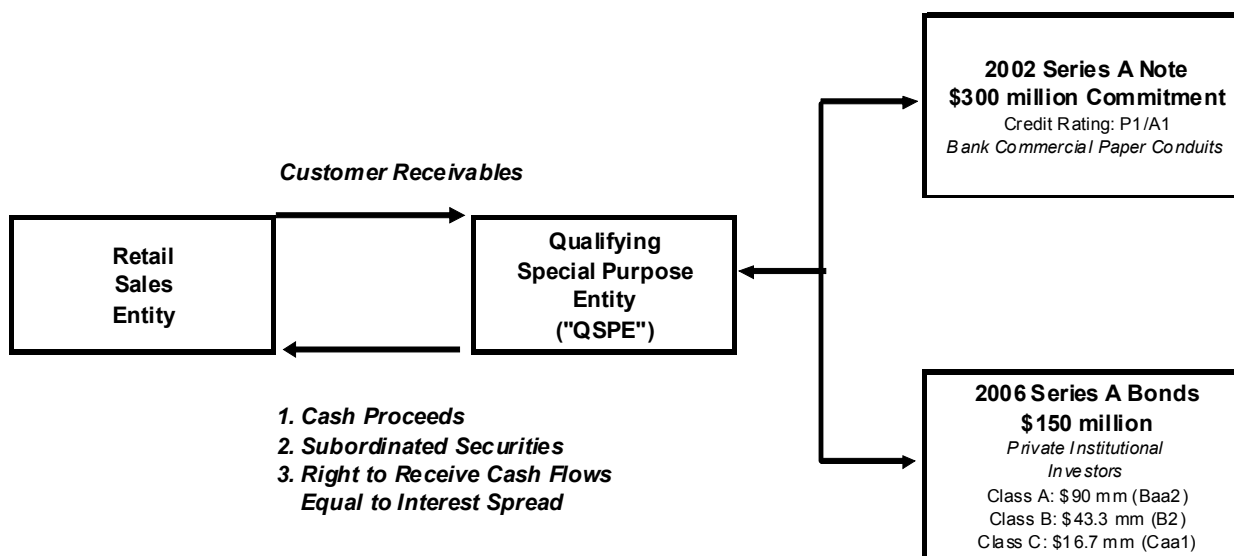 Customer Receivables
Retail
Sales
Entity
Qualifying
Special Purpose
Entity
("QSPE")
1. Cash Proceeds
2. Subordinated Securities
3. Right to Receive Cash Flows
Equal to Interest Spread
2002 Series A Note
$300 million Commitment
Credit Rating: P1/A1
Bank Commercial Paper Conduits
2006 Series A Bonds
$150 million
Private Institutional
Investors
Class A: $90 mm (Baa2)
Class B: $43.3 mm (B2)
Class C: $16.7 mm (Caa1)